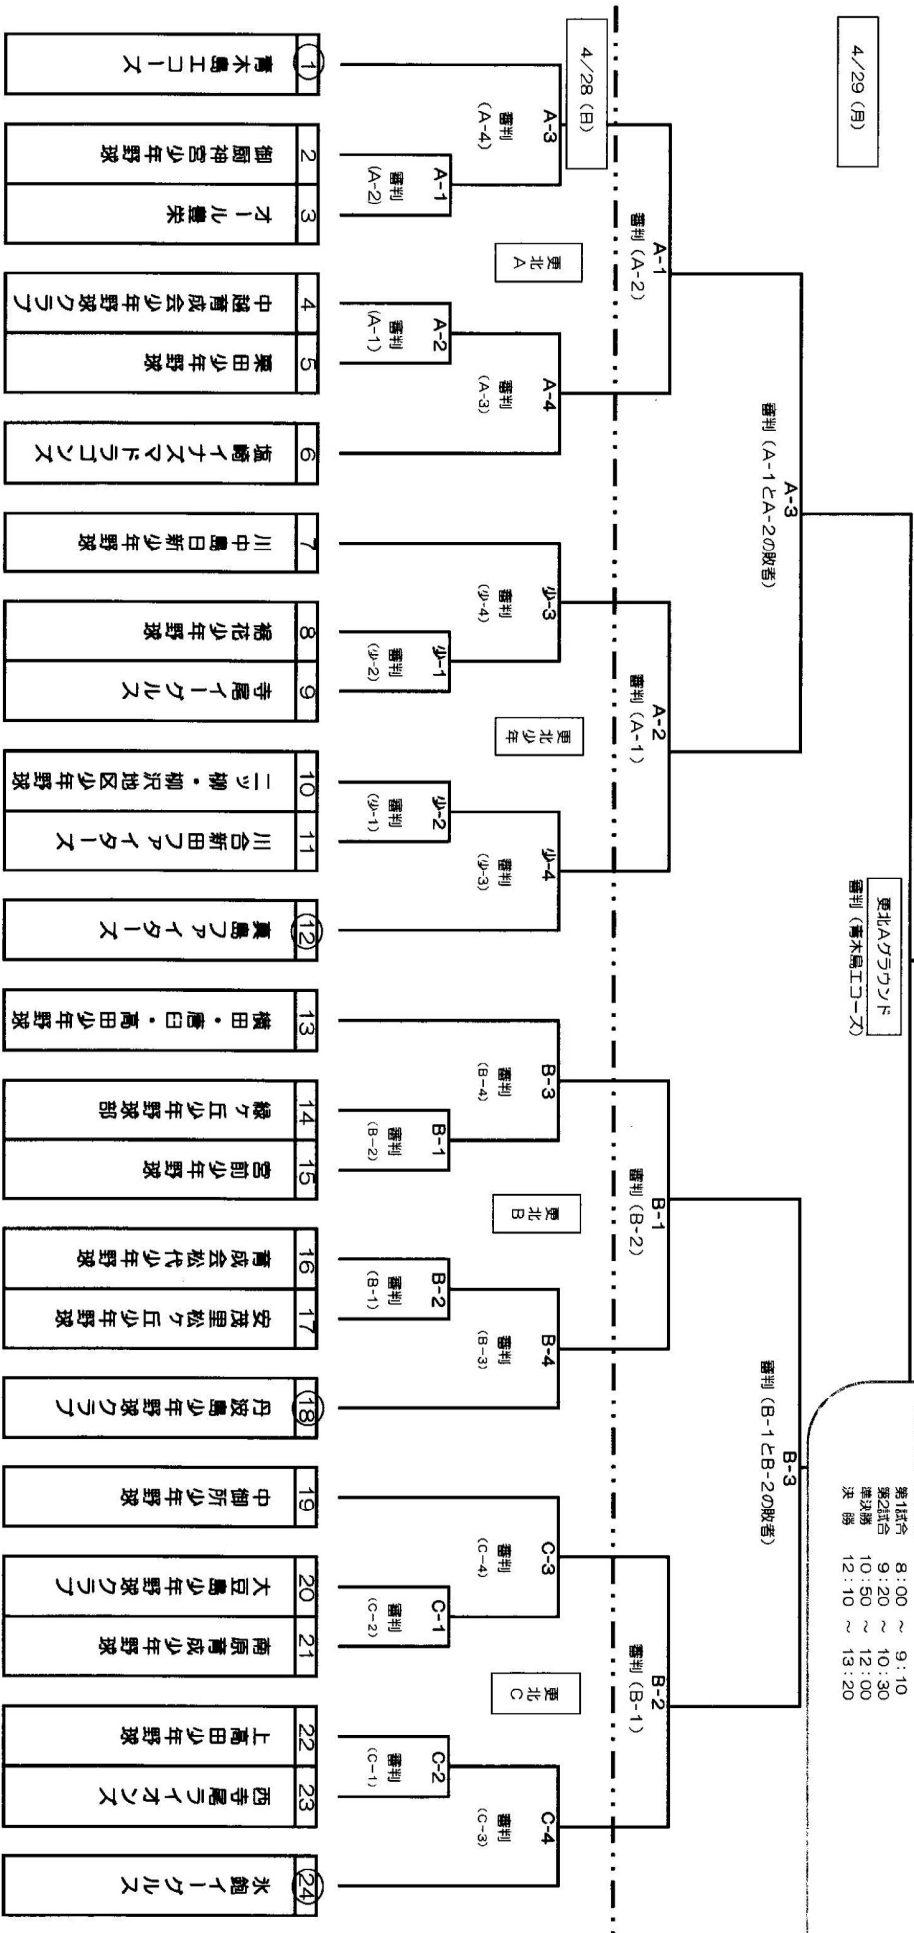 4/29 (月)
更北Aグラウンド
審判 (青木島エコーズ)
第1試合 8:00 ~ 9:10
第2試合 9:20 ~ 10:30
準決勝 10:50 ~ 12:00
決 勝 12:10 ~ 13:20
A-3
審判 (A-1とA-2の敗者)
B-3
審判 (B-1とB-2の敗者)
A-1
審判 (A-2)
A-2
審判 (A-1)
B-1
審判 (B-2)
B-2
審判 (B-1)
4/28 (日)
A-3
審判
(A-4)
A-4
審判
(A-3)
少-3
審判
(少-4)
少-4
審判
(少-3)
B-3
審判
(B-4)
B-4
審判
(B-3)
C-3
審判
(C-4)
C-4
審判
(C-3)
更北A
更北少年
更北B
更北C
A-1
審判
(A-2)
A-2
審判
(A-1)
少-1
審判
(少-2)
少-2
審判
(少-1)
B-1
審判
(B-2)
B-2
審判
(B-1)
C-1
審判
(C-2)
C-2
審判
(C-1)
1 青木島エコーズ
2 御厨神宮少年野球
3 オール豊栄
4 中越育成会少年野球クラブ
5 栗田少年野球
6 塩崎イナズマドラゴンズ
7 川中島日新少年野球
8 裾花少年野球
9 寺尾イーグルス
10 二ツ柳・柳沢地区少年野球
11 川合新田ファイターズ
12 真島ファイターズ
13 横田・唐臼・高田少年野球
14 緑ヶ丘少年野球部
15 宮前少年野球
16 育成会松代少年野球
17 安茂里松ヶ丘少年野球
18 丹波島少年野球クラブ
19 中御所少年野球
20 大豆島少年野球クラブ
21 南原育成少年野球
22 上高田少年野球
23 西寺尾ライオンズ
24 氷鉋イーグルス